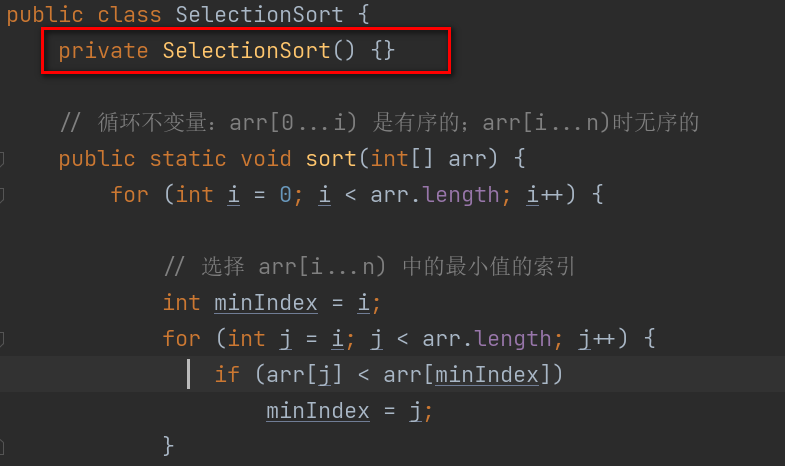 public class SelectionSort {
private SelectionSort() {}
// 循环不变量：arr[0...i) 是有序的；arr[i...n)时无序的
public static void sort(int[] arr) {
for (int i = 0; i < arr.length; i++) {
// 选择 arr[i...n) 中的最小值的索引
int minIndex = i;
for (int j = i; j < arr.length; j++) {
if (arr[j] < arr[minIndex])
minIndex = j;
}